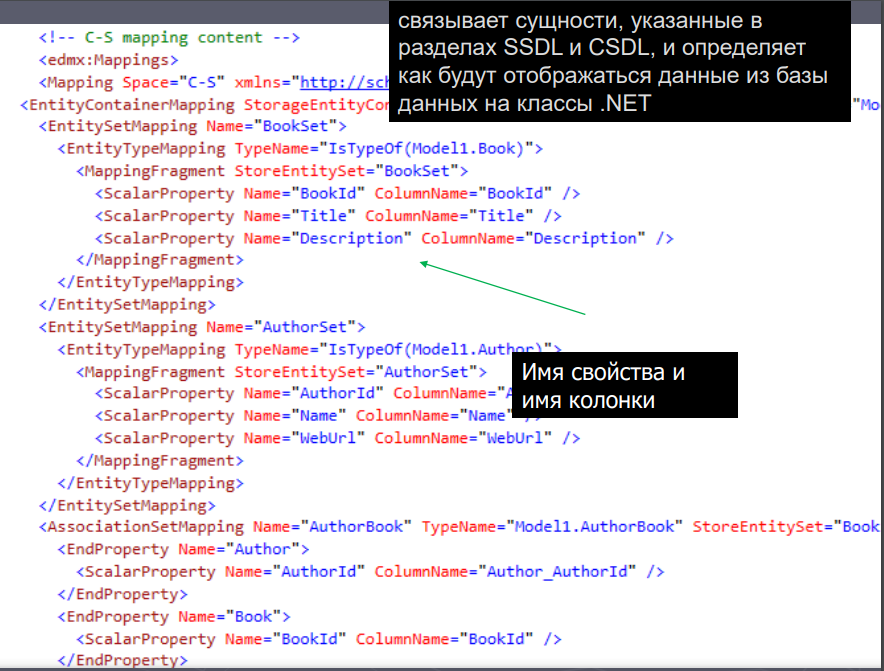 связывает сущности, указанные в
разделах SSDL и CSDL, и определяет
как будут отображаться данные из базы
данных на классы .NET
<!-- C-S mapping content -->
<edmx:Mappings>
<Mapping Space="C-S" xmlns="http://sch
<EntityContainerMapping StorageEntityCon "Mo
<EntitySetMapping Name="BookSet">
<EntityTypeMapping TypeName="IsTypeOf(Model1.Book)">
<MappingFragment StoreEntitySet="BookSet">
<ScalarProperty Name="BookId" ColumnName="BookId" />
<ScalarProperty Name="Title" ColumnName="Title" />
<ScalarProperty Name="Description" ColumnName="Description" />
</MappingFragment>
</EntityTypeMapping>
</EntitySetMapping>
<EntitySetMapping Name="AuthorSet">
<EntityTypeMapping TypeName="IsTypeOf(Model1.Author)">
<MappingFragment StoreEntitySet="AuthorSet">
Имя свойства и
имя колонки
<ScalarProperty Name="AuthorId" ColumnName="A
<ScalarProperty Name="Name" ColumnName="Name" />
<ScalarProperty Name="WebUrl" ColumnName="WebUrl" />
</MappingFragment>
</EntityTypeMapping>
</EntitySetMapping>
<AssociationSetMapping Name="AuthorBook" TypeName="Model1.AuthorBook" StoreEntitySet="Book
<EndProperty Name="Author">
<ScalarProperty Name="AuthorId" ColumnName="Author_AuthorId" />
</EndProperty>
<EndProperty Name="Book">
<ScalarProperty Name="BookId" ColumnName="BookId" />
</EndProperty>